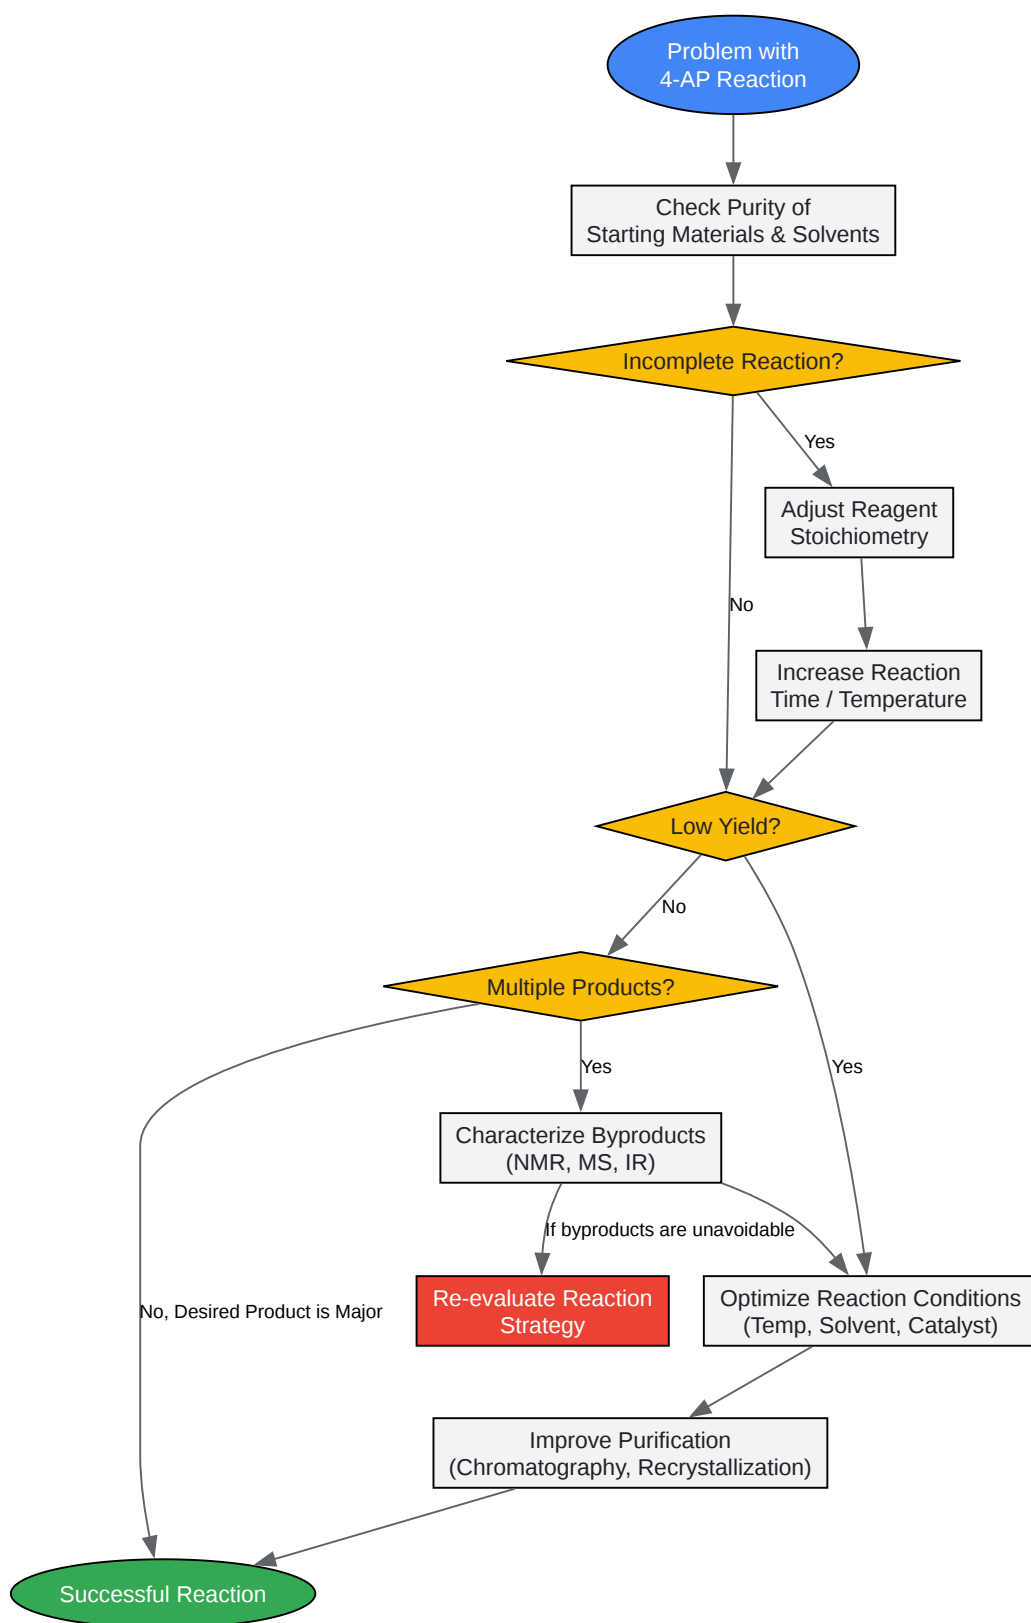 Problem with
4-AP Reaction
Check Purity of
Starting Materials & Solvents
Incomplete Reaction?
Yes
Adjust Reagent
Stoichiometry
No
Increase Reaction
Time / Temperature
Low Yield?
No
Multiple Products?
Yes
Yes
Characterize Byproducts
(NMR, MS, IR)
If byproducts are unavoidable
Re-evaluate Reaction
Strategy
Optimize Reaction Conditions
(Temp, Solvent, Catalyst)
No, Desired Product is Major
Improve Purification
(Chromatography, Recrystallization)
Successful Reaction